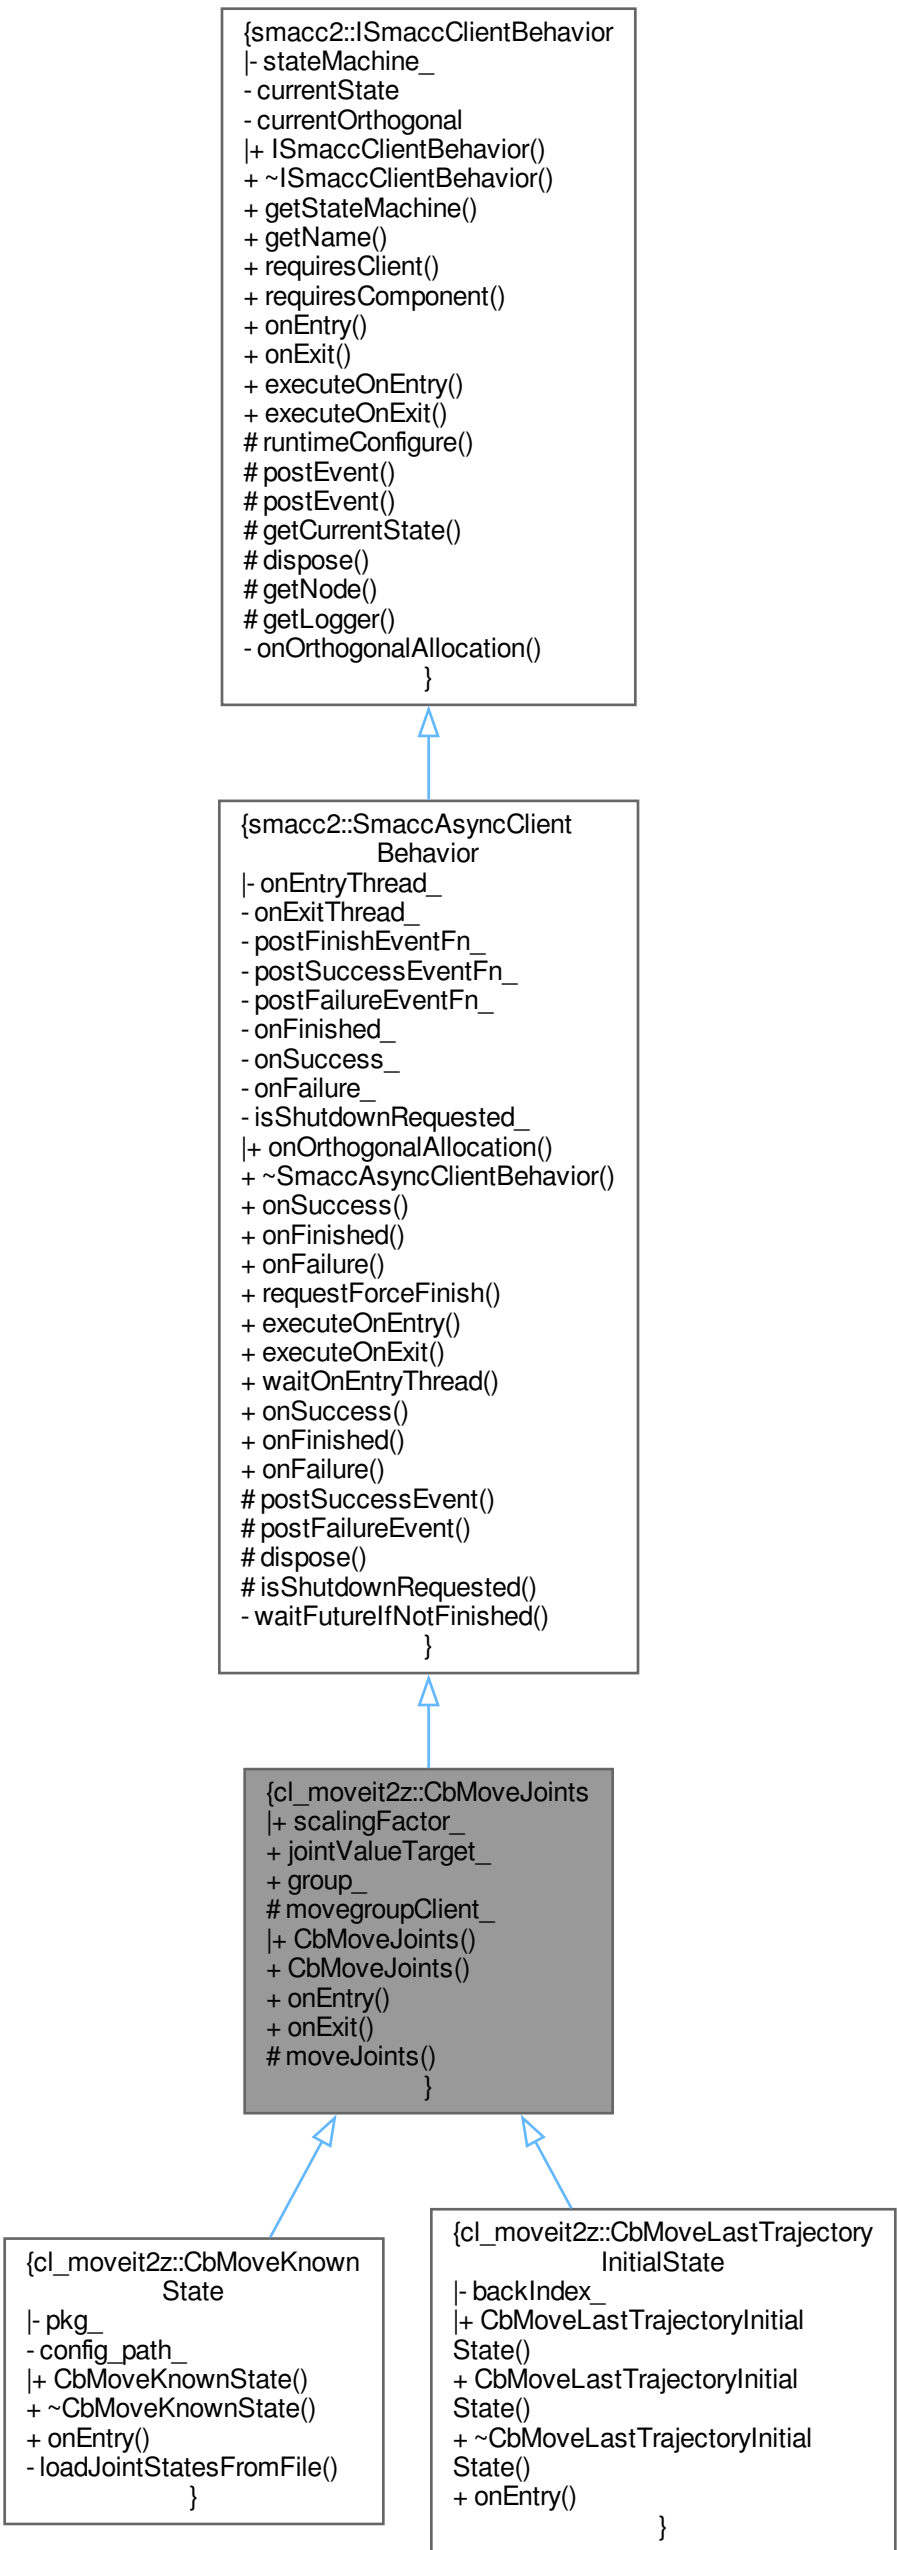 {smacc2::ISmaccClientBehavior
|- stateMachine_
- currentState
- currentOrthogonal
|+ ISmaccClientBehavior()
+ ~ISmaccClientBehavior()
+ getStateMachine()
+ getName()
+ requiresClient()
+ requiresComponent()
+ onEntry()
+ onExit()
+ executeOnEntry()
+ executeOnExit()
# runtimeConfigure()
# postEvent()
# postEvent()
# getCurrentState()
# dispose()
# getNode()
# getLogger()
- onOrthogonalAllocation()
}
{smacc2::SmaccAsyncClient
Behavior
|- onEntryThread_
- onExitThread_
- postFinishEventFn_
- postSuccessEventFn_
- postFailureEventFn_
- onFinished_
- onSuccess_
- onFailure_
- isShutdownRequested_
|+ onOrthogonalAllocation()
+ ~SmaccAsyncClientBehavior()
+ onSuccess()
+ onFinished()
+ onFailure()
+ requestForceFinish()
+ executeOnEntry()
+ executeOnExit()
+ waitOnEntryThread()
+ onSuccess()
+ onFinished()
+ onFailure()
# postSuccessEvent()
# postFailureEvent()
# dispose()
# isShutdownRequested()
- waitFutureIfNotFinished()
}
{cl_moveit2z::CbMoveJoints
|+ scalingFactor_
+ jointValueTarget_
+ group_
# movegroupClient_
|+ CbMoveJoints()
+ CbMoveJoints()
+ onEntry()
+ onExit()
# moveJoints()
}
{cl_moveit2z::CbMoveKnown
State
|- pkg_
- config_path_
|+ CbMoveKnownState()
+ ~CbMoveKnownState()
+ onEntry()
- loadJointStatesFromFile()
}
{cl_moveit2z::CbMoveLastTrajectory
InitialState
|- backIndex_
|+ CbMoveLastTrajectoryInitial
State()
+ CbMoveLastTrajectoryInitial
State()
+ ~CbMoveLastTrajectoryInitial
State()
+ onEntry()
}